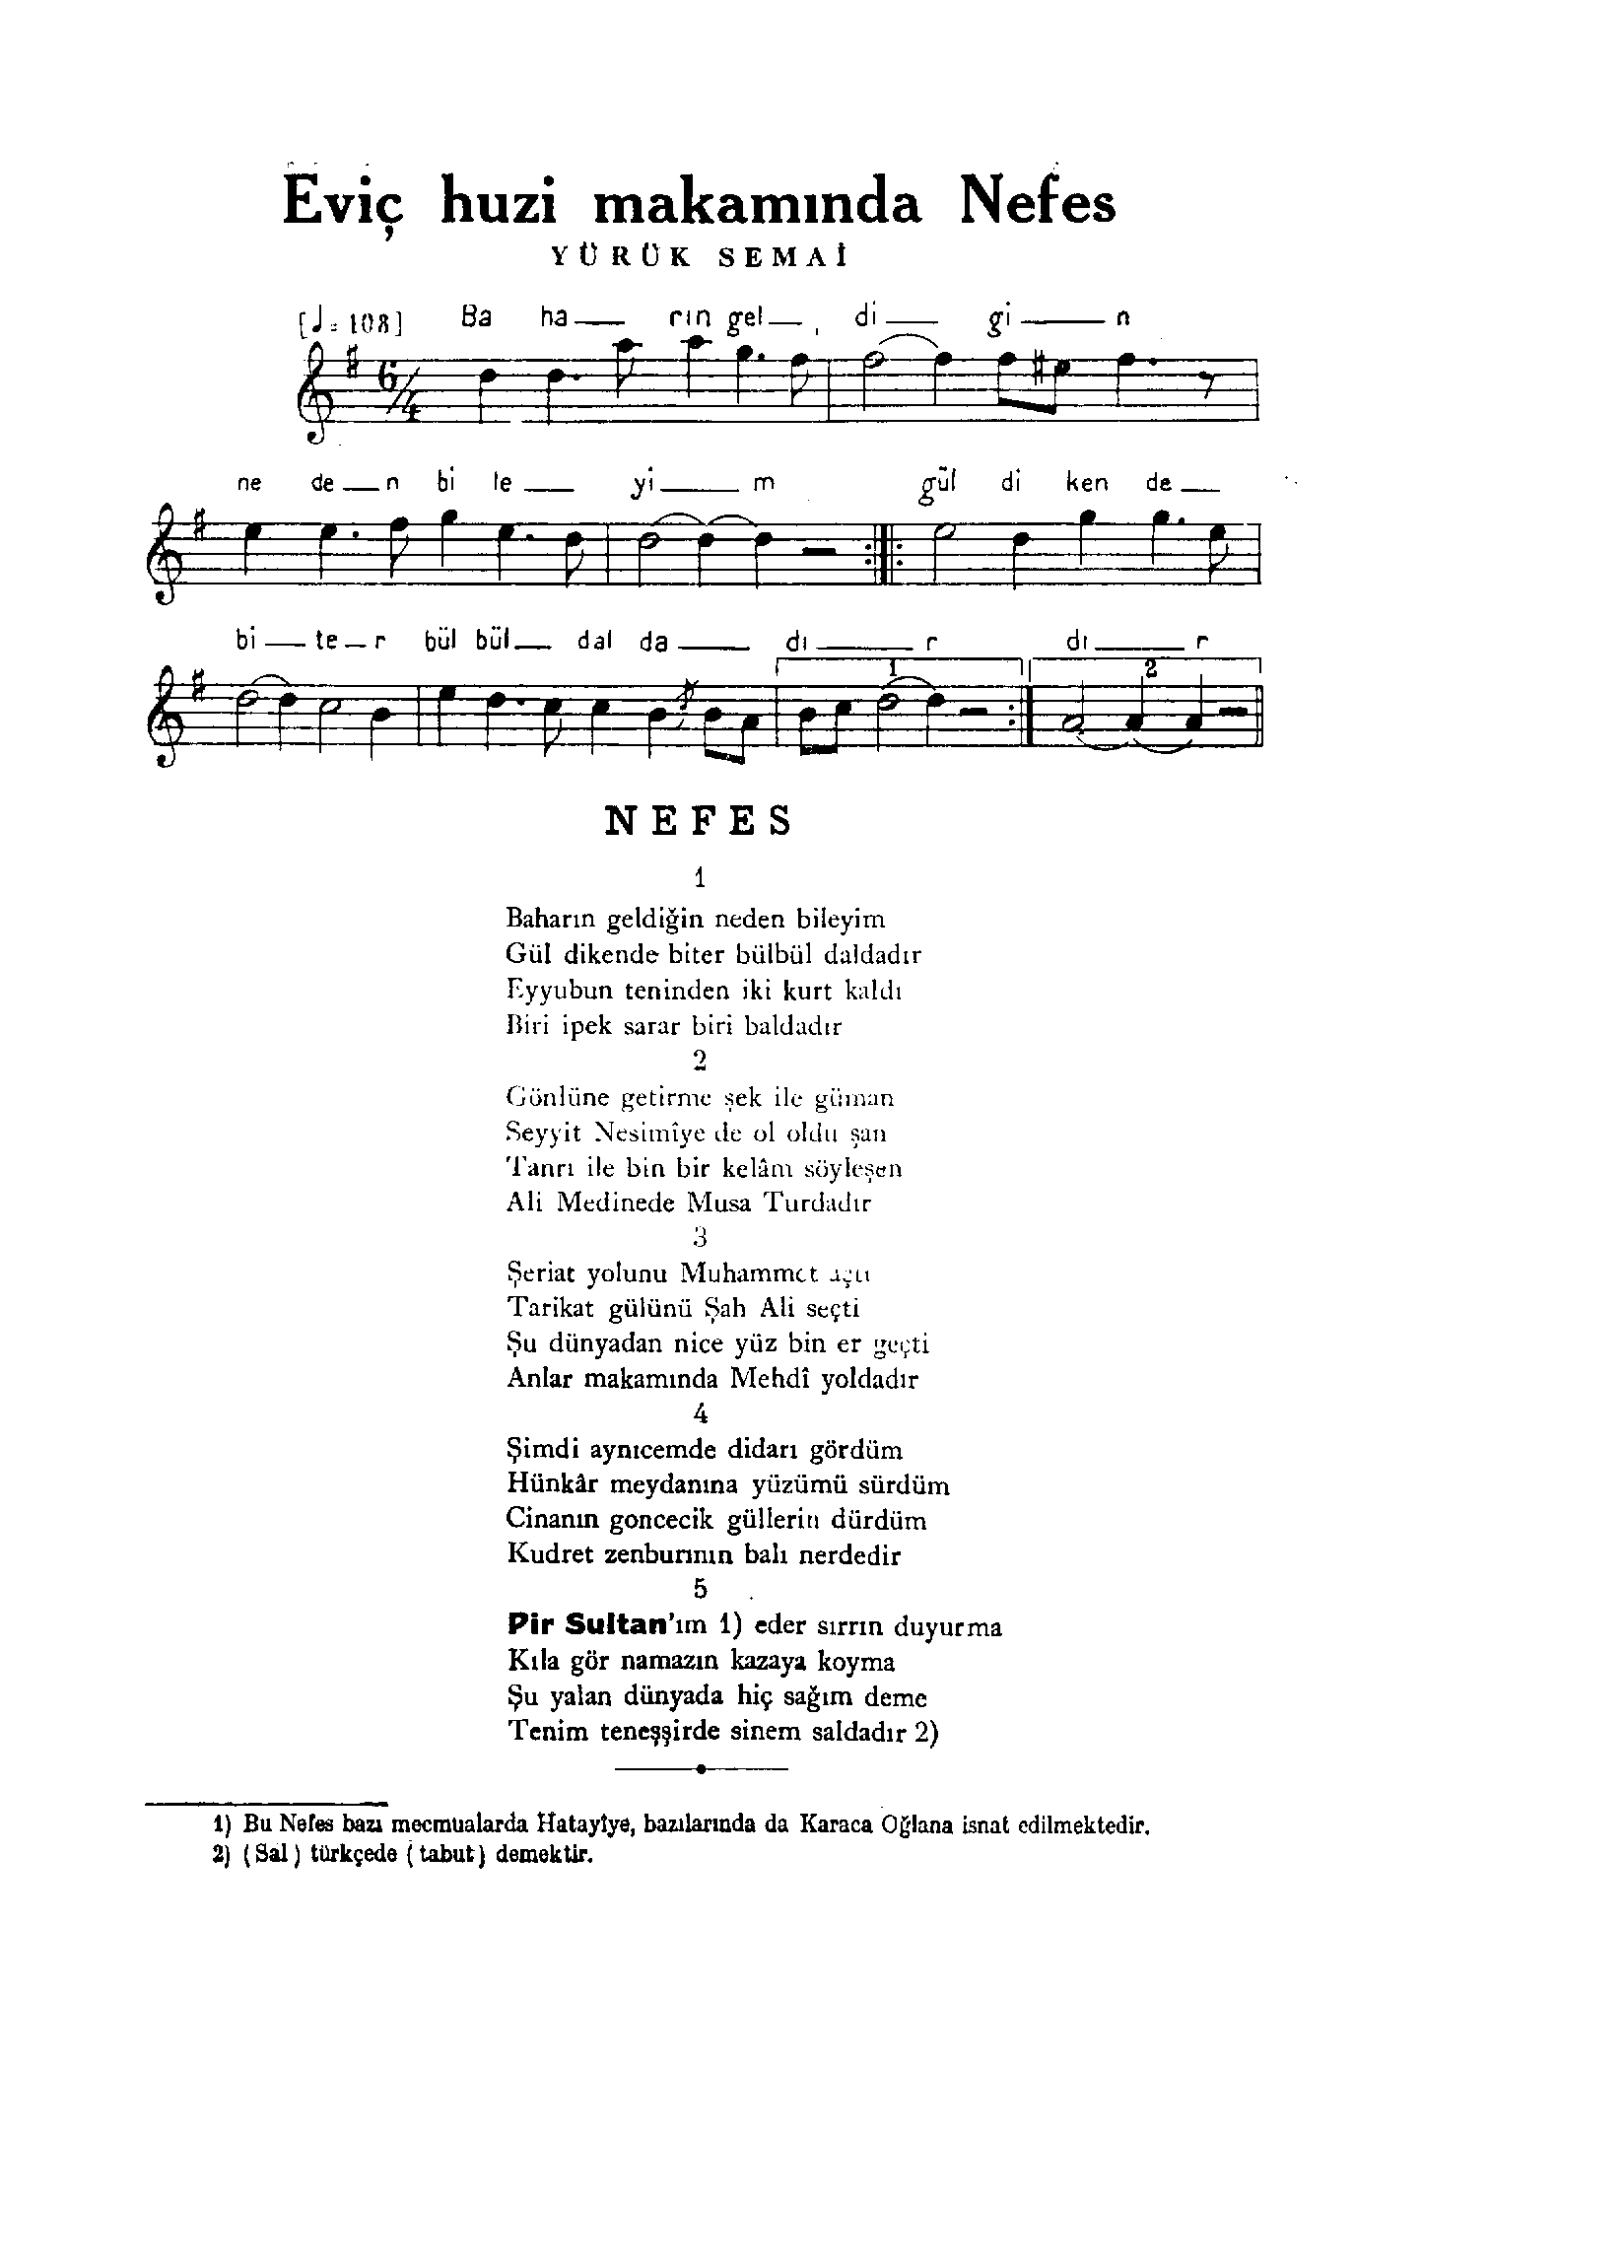 Eviç huzi makamında Nefes
YÜRÜK SEMAİ
[♩ = 108] Ba ha— rın gel— di— gi— n
6/4
ne de—n bi le— yi— m gül di ken de—
bi—te—r bül bül— dal da— dı— r dı— r
1 2
NEFES
1
Baharın geldiğin neden bileyim
Gül dikende biter bülbül daldadır
Eyyubun teninden iki kurt kaldı
Biri ipek sarar biri baldadır
2
Gönlüne getirme şek ile güman
Seyyit Nesimîye de ol oldu şan
Tanrı ile bin bir kelâm söyleşen
Ali Medinede Musa Turdadır
3
Şeriat yolunu Muhammet açtı
Tarikat gülünü Şah Ali seçti
Şu dünyadan nice yüz bin er geçti
Anlar makamında Mehdî yoldadır
4
Şimdi aynıcemde didarı gördüm
Hünkâr meydanına yüzümü sürdüm
Cinanın goncecik güllerin dürdüm
Kudret zenburının balı nerdedir
5
Pir Sultan'ım 1) eder sırrın duyurma
Kıla gör namazın kazaya koyma
Şu yalan dünyada hiç sağım deme
Tenim teneşşirde sinem saldadır 2)
1) Bu Nefes bazı mecmualarda Hatayîye, bazılarında da Karaca Oğlana isnat edilmektedir.
2) (Sal) türkçede (tabut) demektir.